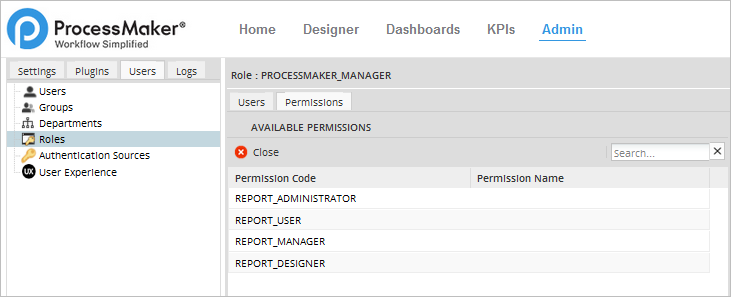 ProcessMaker®
Workflow Simplified
Home Designer Dashboards KPIs Admin
Settings Plugins Users Logs
Users
Groups
Departments
Roles
Authentication Sources
UX User Experience
Role : PROCESSMAKER_MANAGER
Users Permissions
AVAILABLE PERMISSIONS
Close Search...
Permission Code Permission Name
REPORT_ADMINISTRATOR
REPORT_USER
REPORT_MANAGER
REPORT_DESIGNER